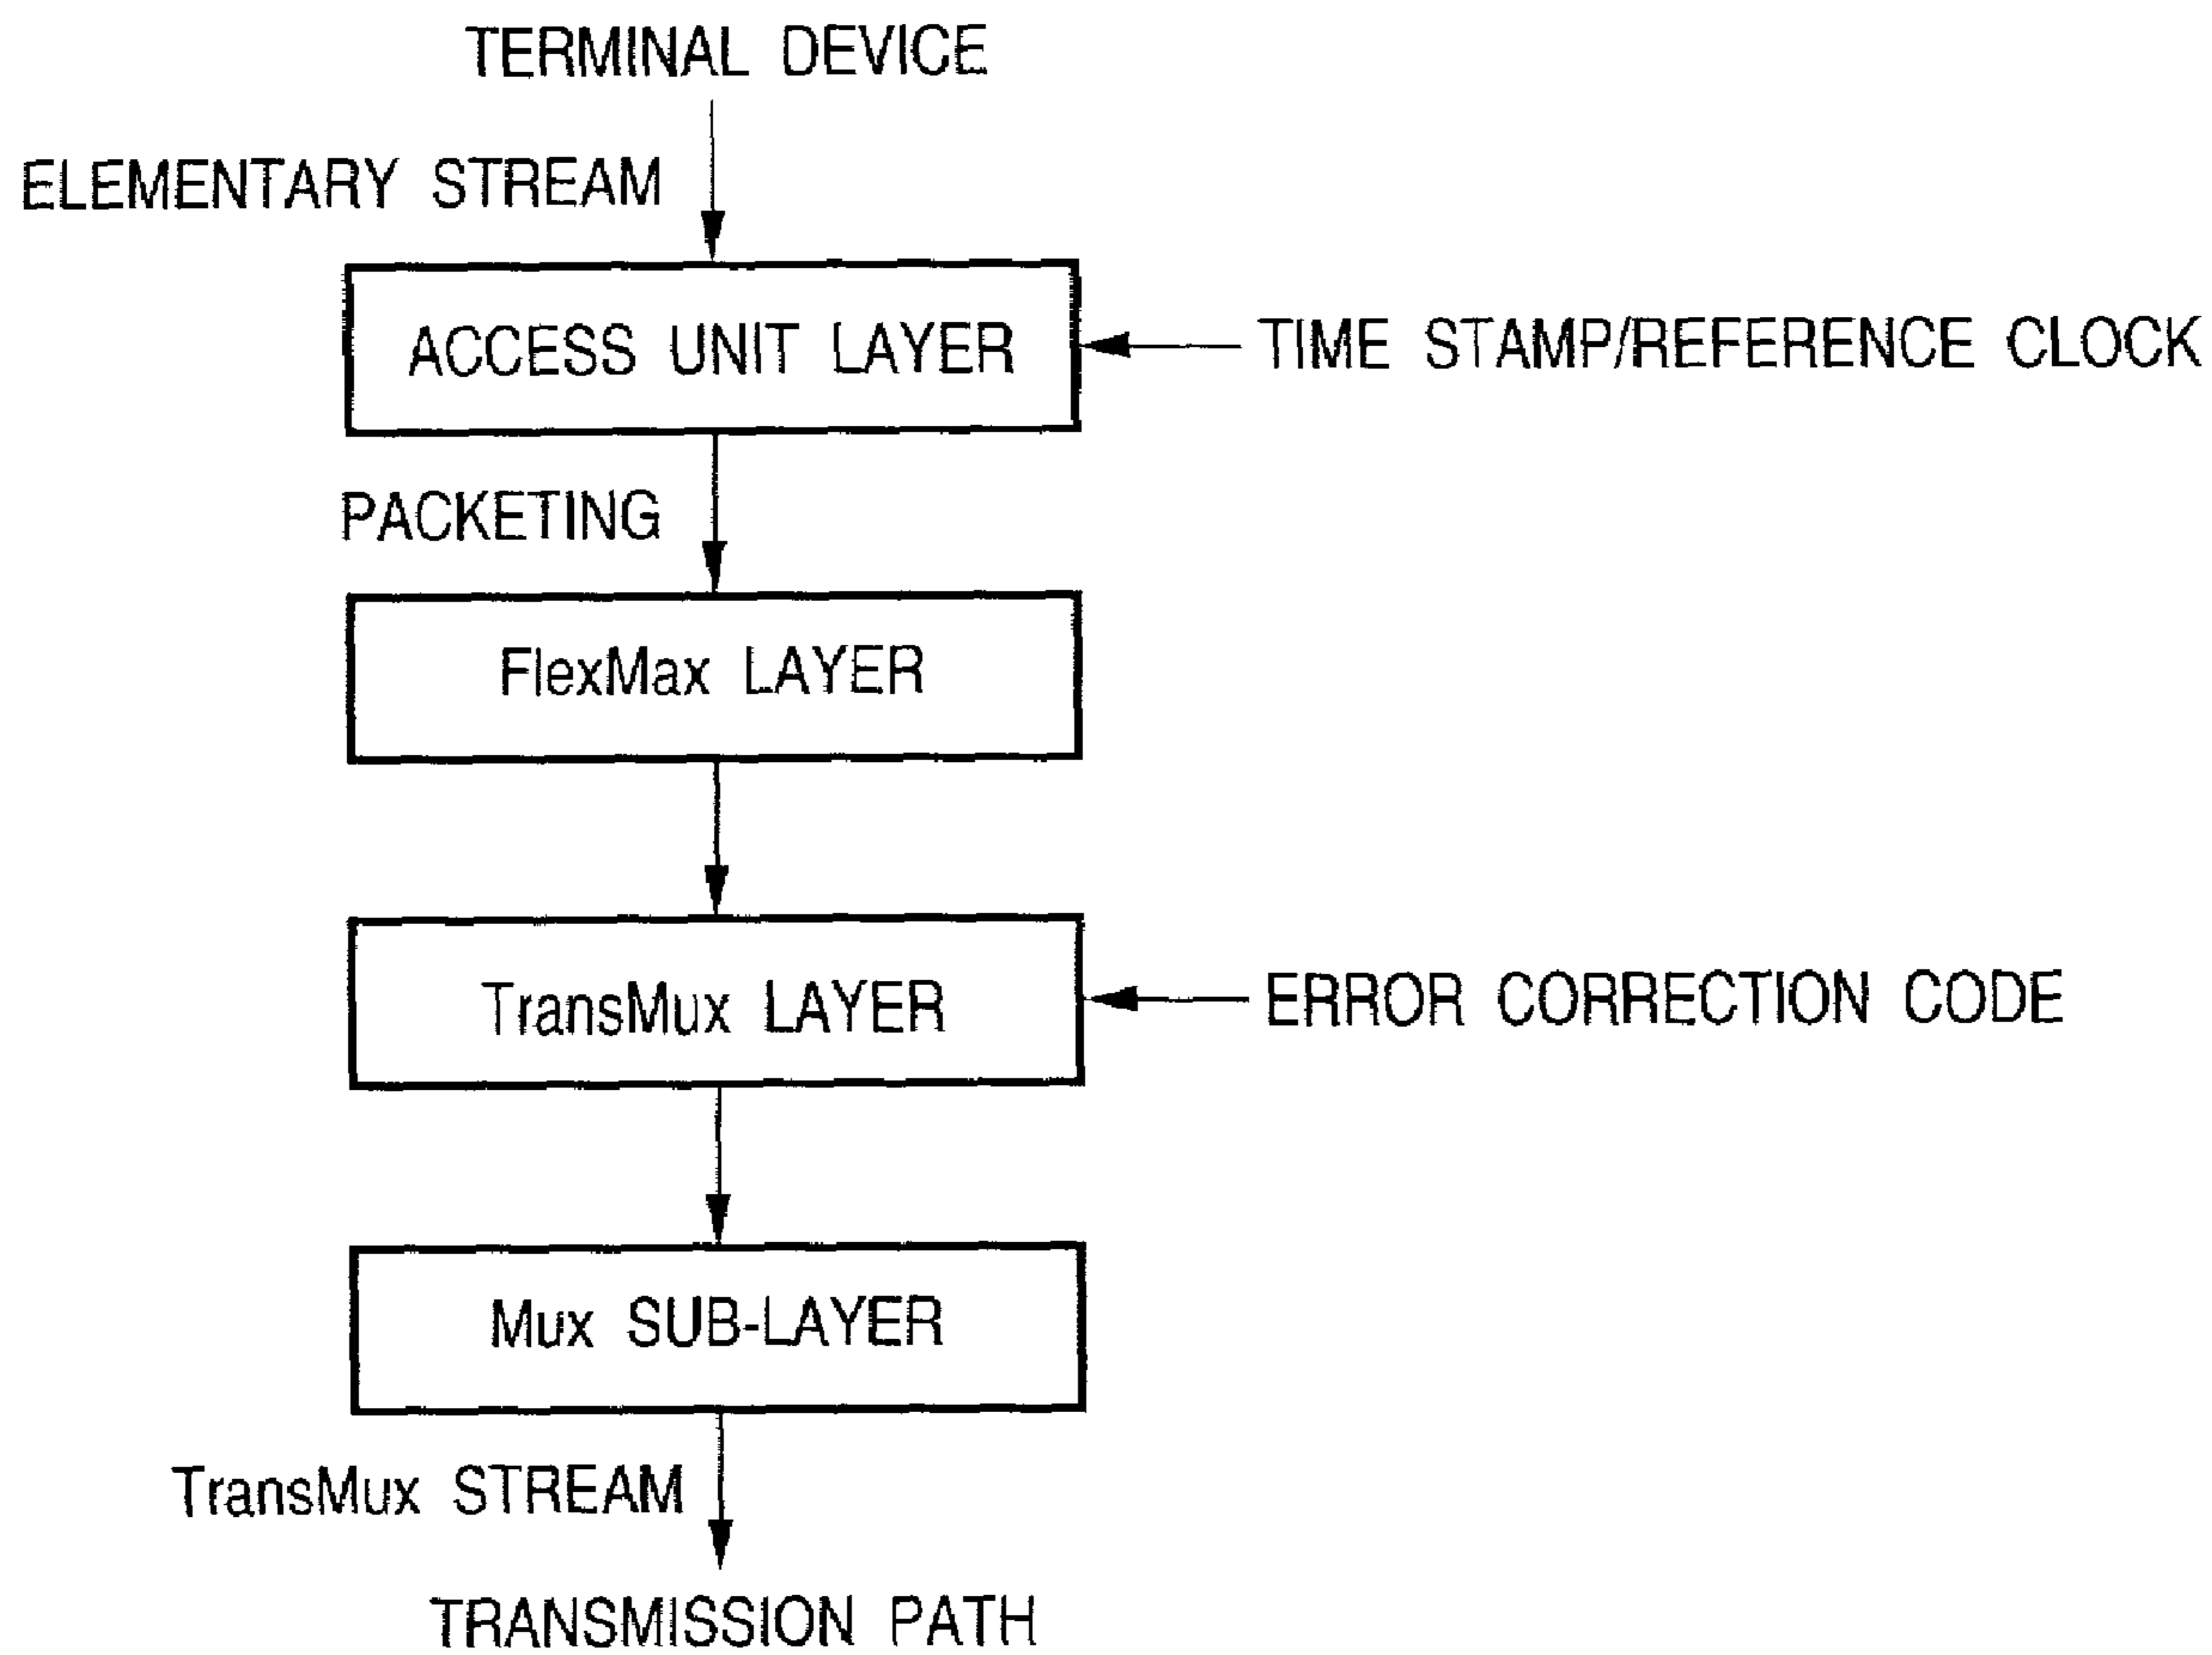 TERMINAL DEVICE
ELEMENTARY STREAM
ACCESS UNIT LAYER
TIME STAMP/REFERENCE CLOCK
PACKETING
FlexMax LAYER
TransMux LAYER
ERROR CORRECTION CODE
Mux SUB-LAYER
TransMux STREAM
TRANSMISSION PATH